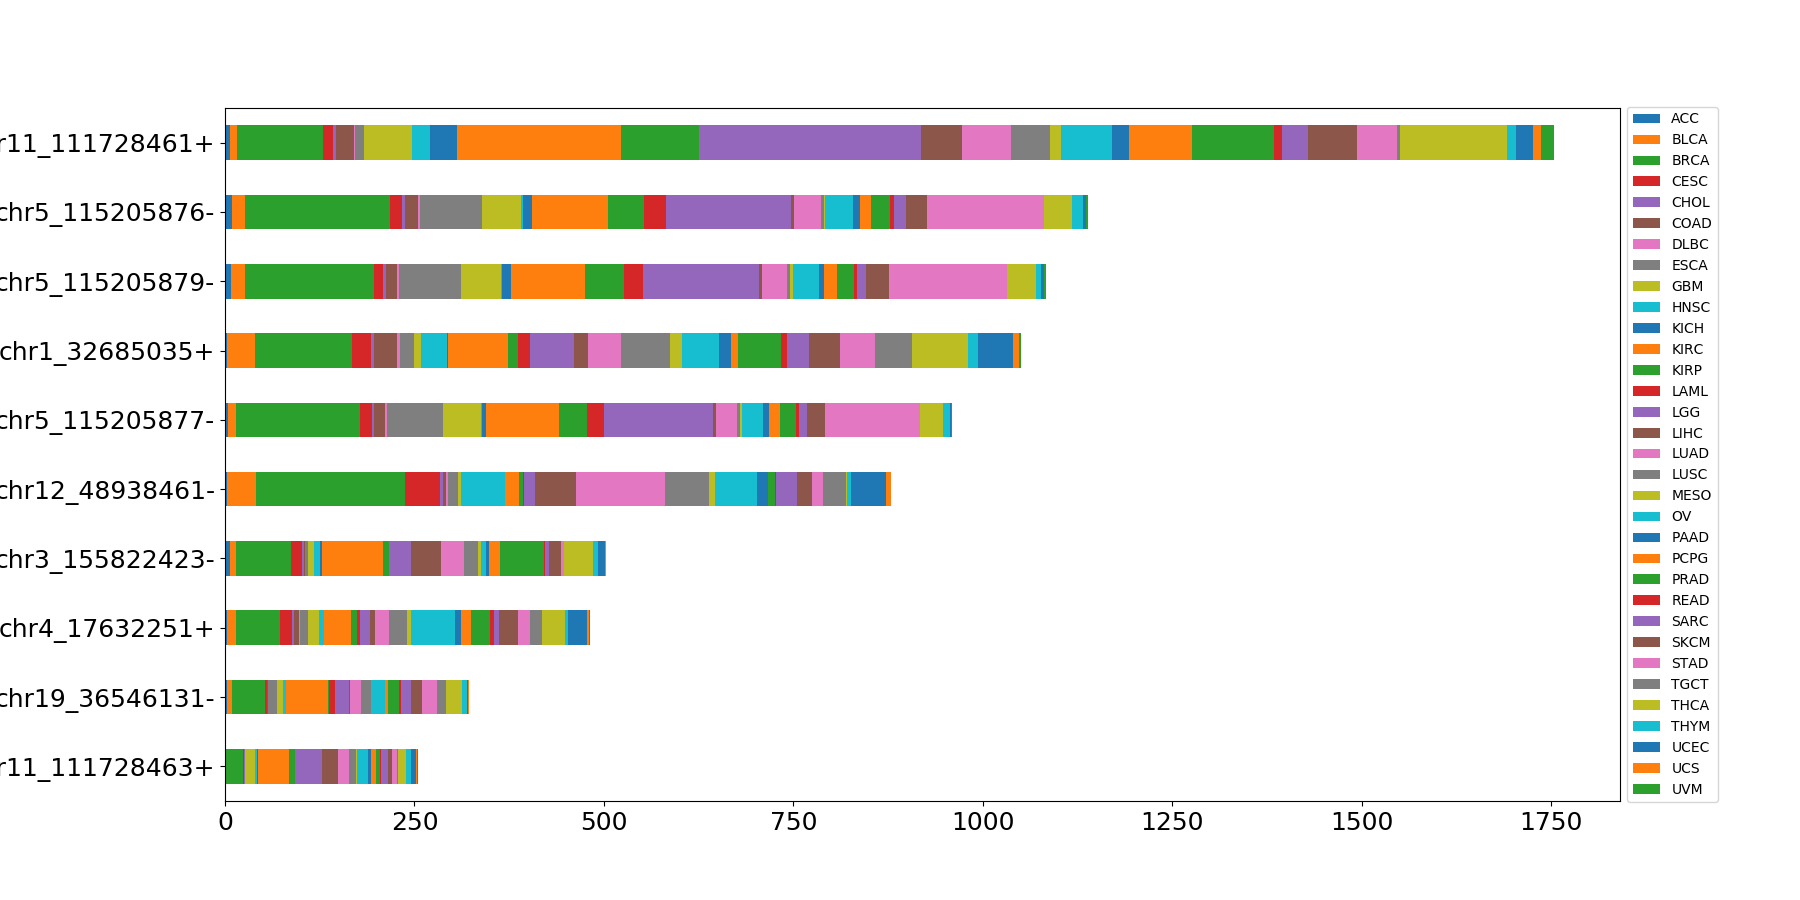 r11_111728461+
chr5_115205876-
chr5_115205879-
chr1_32685035+
chr5_115205877-
chr12_48938461-
chr3_155822423-
chr4_17632251+
chr19_36546131-
r11_111728463+
0 250 500 750 1000 1250 1500 1750
ACC
BLCA
BRCA
CESC
CHOL
COAD
DLBC
ESCA
GBM
HNSC
KICH
KIRC
KIRP
LAML
LGG
LIHC
LUAD
LUSC
MESO
OV
PAAD
PCPG
PRAD
READ
SARC
SKCM
STAD
TGCT
THCA
THYM
UCEC
UCS
UVM